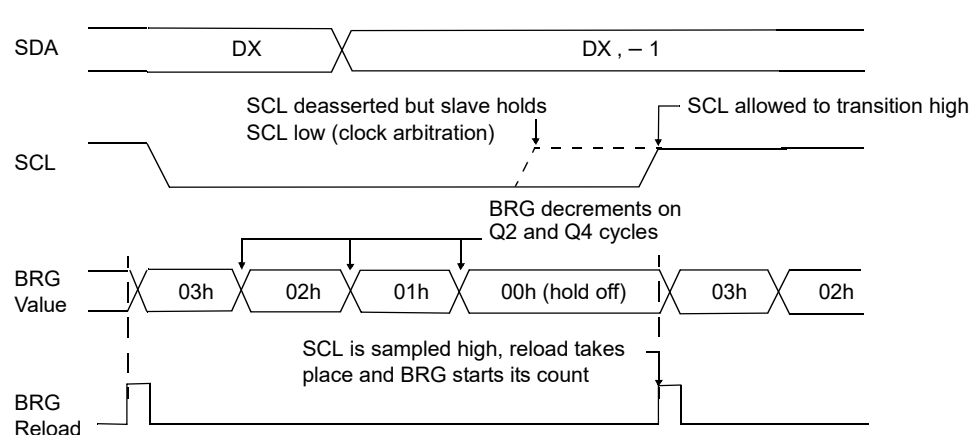 SDA
DX
DX , – 1
SCL deasserted but slave holds
SCL low (clock arbitration)
SCL allowed to transition high
SCL
BRG decrements on
Q2 and Q4 cycles
BRG
Value
03h
02h
01h
00h (hold off)
03h
02h
SCL is sampled high, reload takes
place and BRG starts its count
BRG
Reload